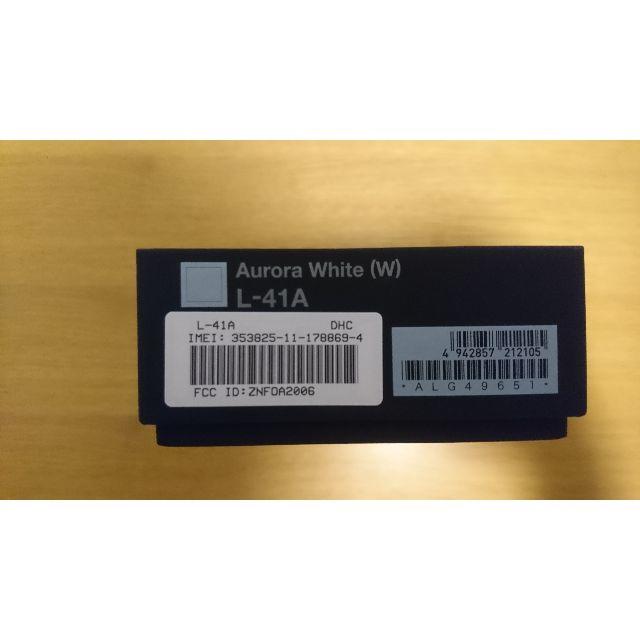 Aurora White (W)
L-41A
L-41A DHC
IMEI: 353825-11-178869-4
FCC ID:ZNFOA2006
4 942857 212105
*ALG49651*